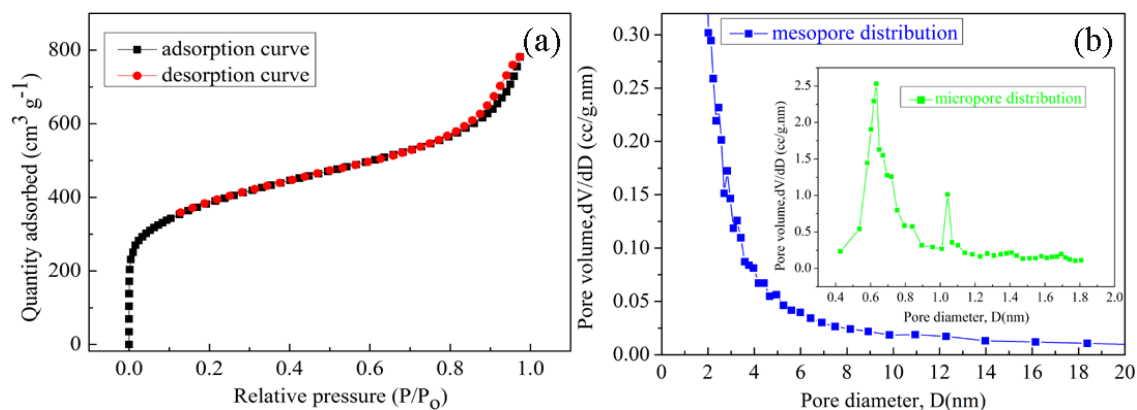 (a)
adsorption curve
desorption curve
Quantity adsorbed (cm³ g⁻¹)
800
600
400
200
0
0.0 0.2 0.4 0.6 0.8 1.0
Relative pressure (P/Po)
(b)
mesopore distribution
Pore volume,dV/dD (cc/g.nm)
0.30
0.25
0.20
0.15
0.10
0.05
0.00
0 2 4 6 8 10 12 14 16 18 20
Pore diameter, D(nm)
micropore distribution
Pore volume,dV/dD (cc/g.nm)
2.5
2.0
1.5
1.0
0.5
0.0
0.4 0.6 0.8 1.0 1.2 1.4 1.6 1.8 2.0
Pore diameter, D(nm)